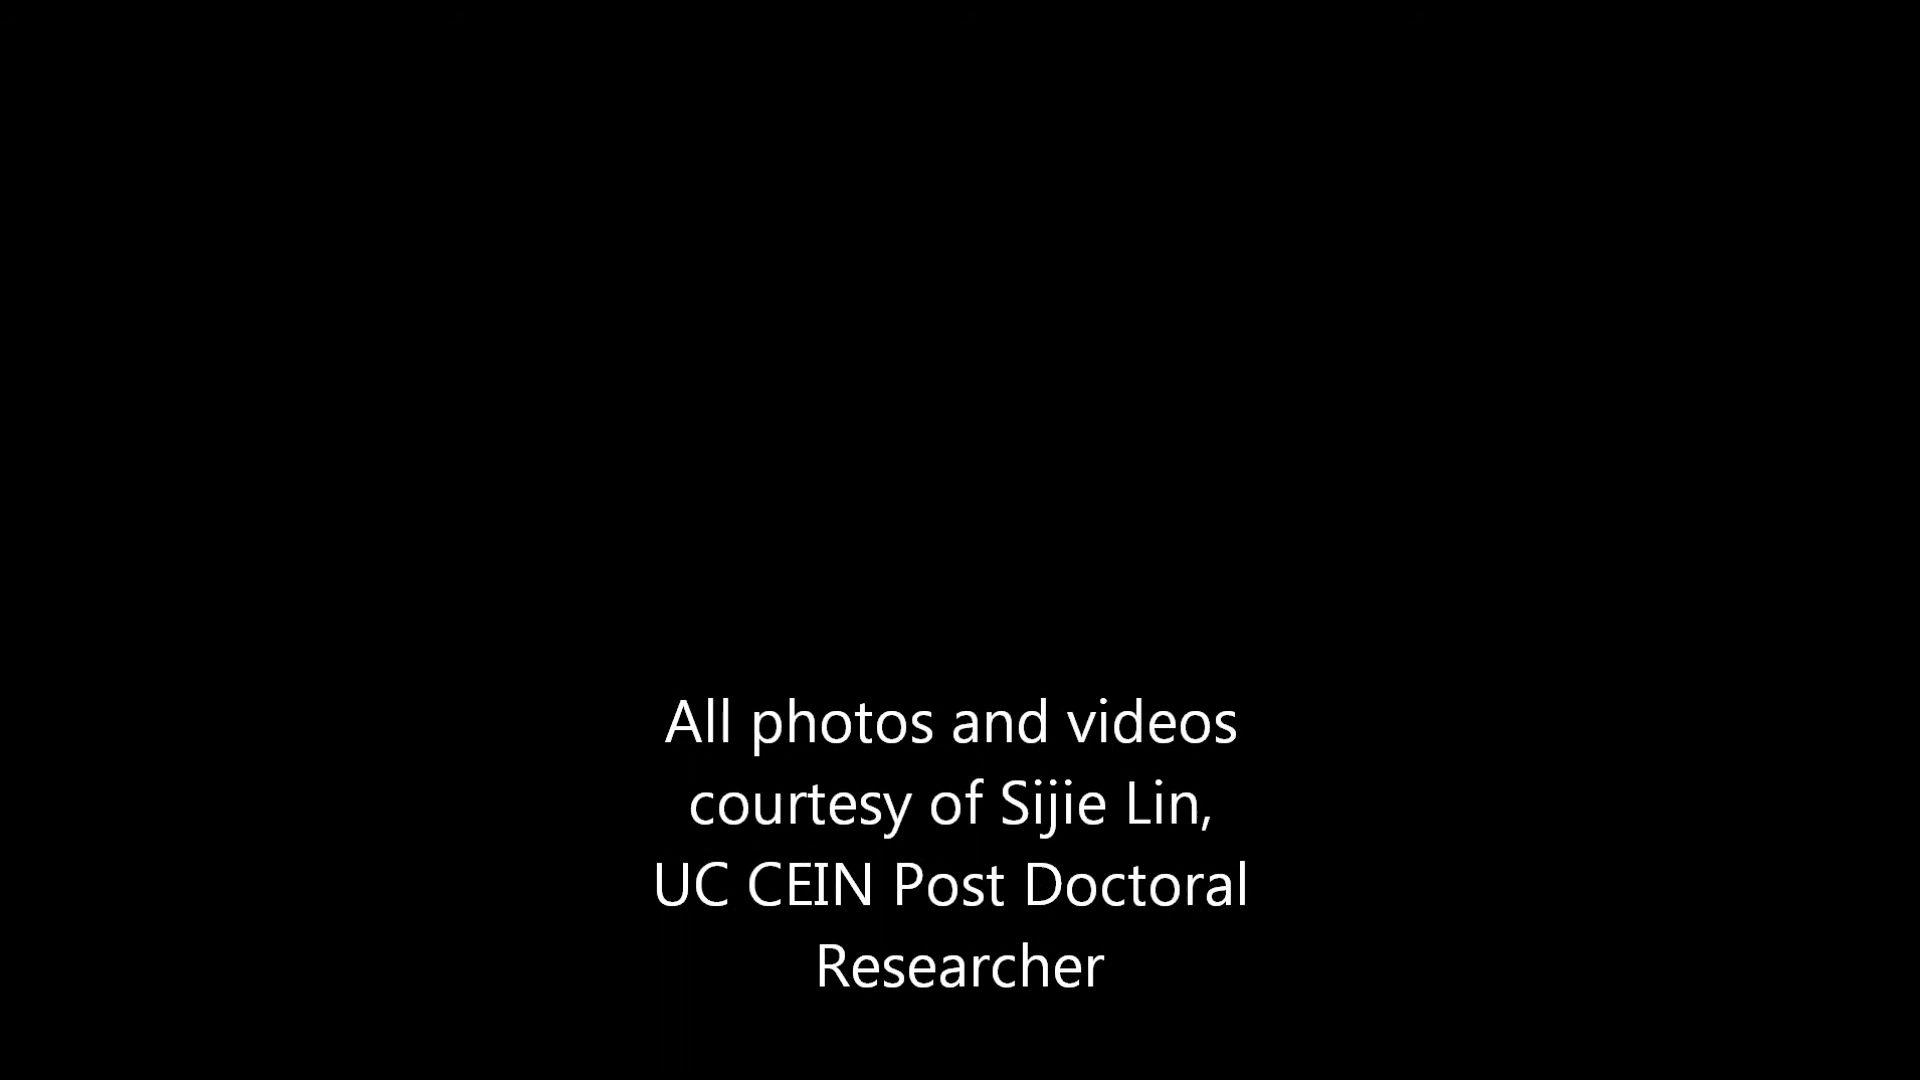 All photos and videos
courtesy of Sijie Lin,
UC CEIN Post Doctoral
Researcher